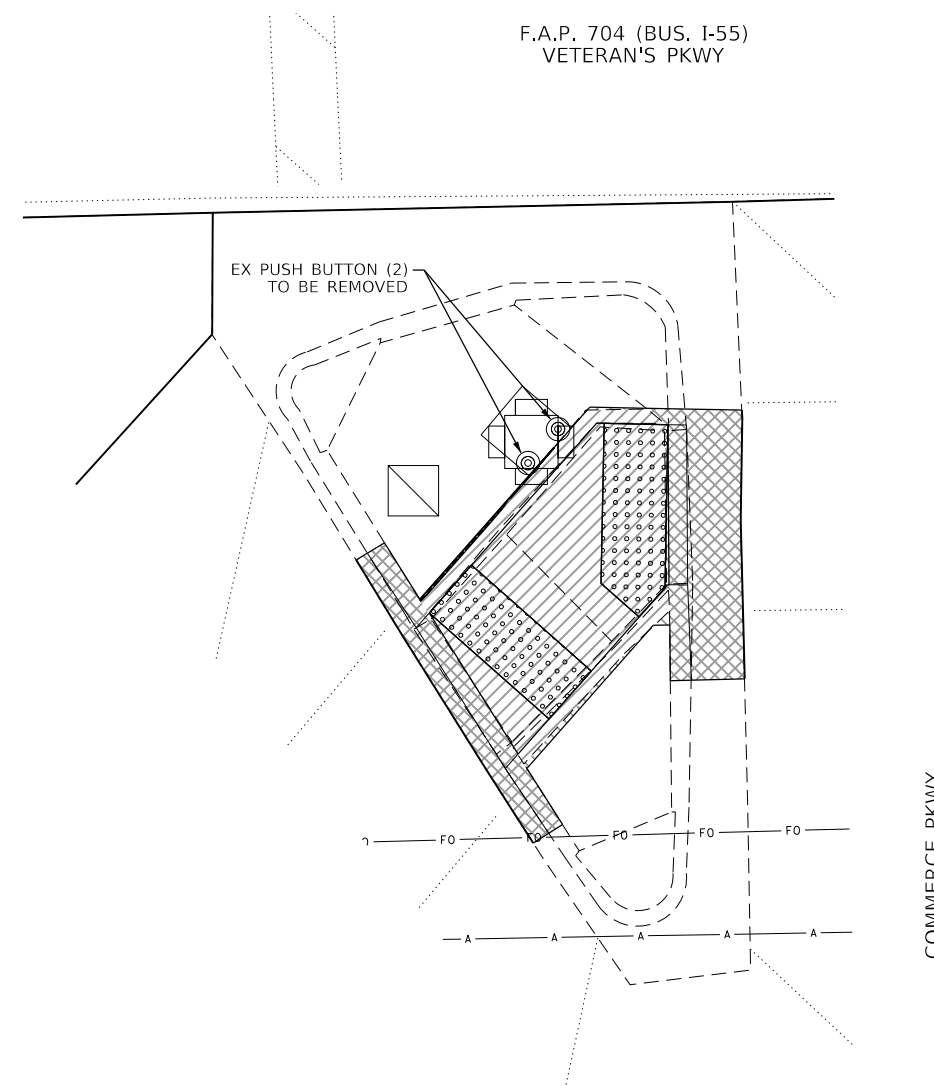 F.A.P. 704 (BUS. I-55)
VETERAN'S PKWY
EX PUSH BUTTON (2)
TO BE REMOVED
COMMERCE PKWY
FO FO FO FO FO
A A A A A